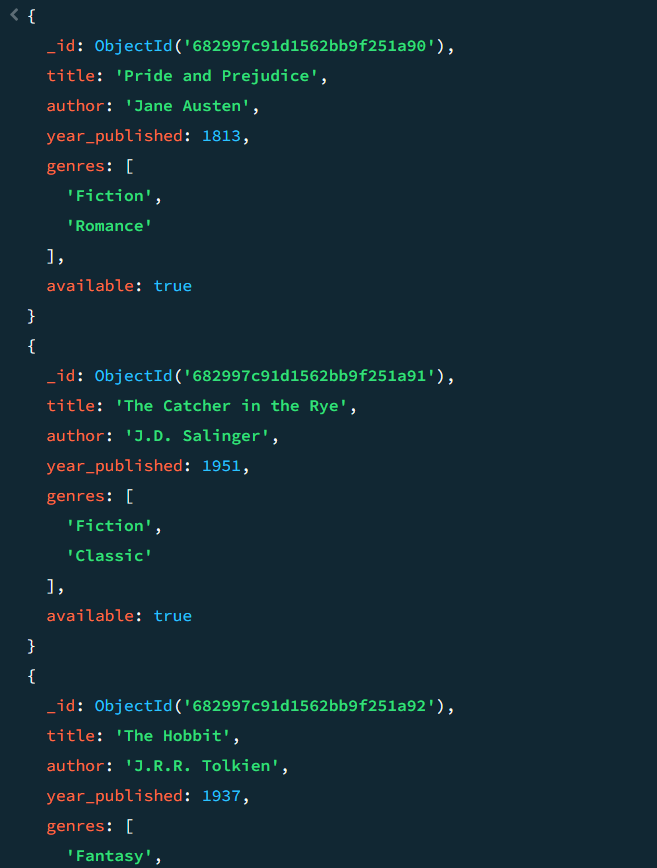 {
  _id: ObjectId('682997c91d1562bb9f251a90'),
  title: 'Pride and Prejudice',
  author: 'Jane Austen',
  year_published: 1813,
  genres: [
    'Fiction',
    'Romance'
  ],
  available: true
}
{
  _id: ObjectId('682997c91d1562bb9f251a91'),
  title: 'The Catcher in the Rye',
  author: 'J.D. Salinger',
  year_published: 1951,
  genres: [
    'Fiction',
    'Classic'
  ],
  available: true
}
{
  _id: ObjectId('682997c91d1562bb9f251a92'),
  title: 'The Hobbit',
  author: 'J.R.R. Tolkien',
  year_published: 1937,
  genres: [
    'Fantasy',